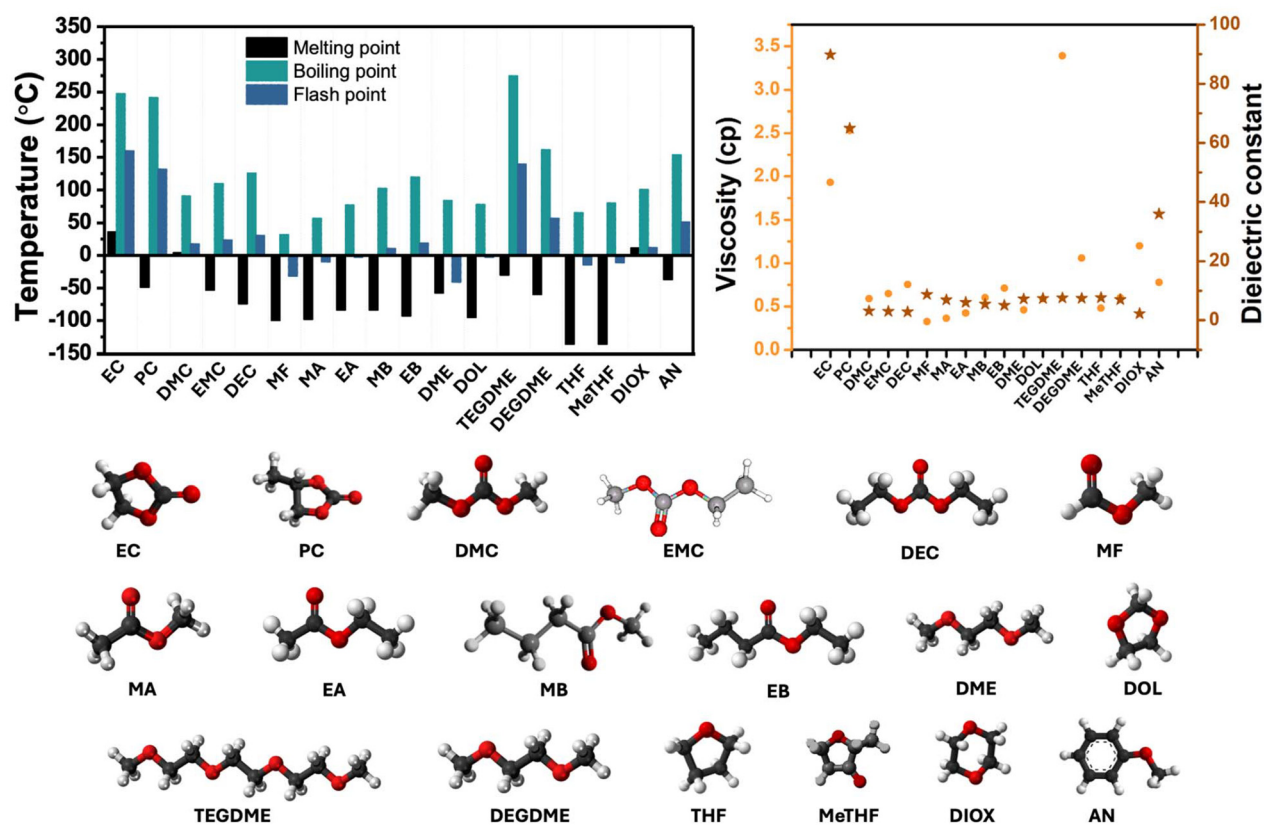 350
300
250
200
150
100
50
0
-50
-100
-150
Temperature (°C)
Melting point
Boiling point
Flash point
EC
PC
DMC
EMC
DEC
MF
MA
EA
MB
EB
DME
DOL
TEGDME
DEGDME
THF
MeTHF
DIOX
AN
3.5
3.0
2.5
2.0
1.5
1.0
0.5
0.0
Viscosity (cp)
100
80
60
40
20
0
Dieiectric constant
EC
PC
DMC
EMC
DEC
MF
MA
EA
MB
EB
DME
DOL
TEGDME
DEGDME
THF
MeTHF
DIOX
AN
EC
PC
DMC
EMC
DEC
MF
MA
EA
MB
EB
DME
DOL
TEGDME
DEGDME
THF
MeTHF
DIOX
AN